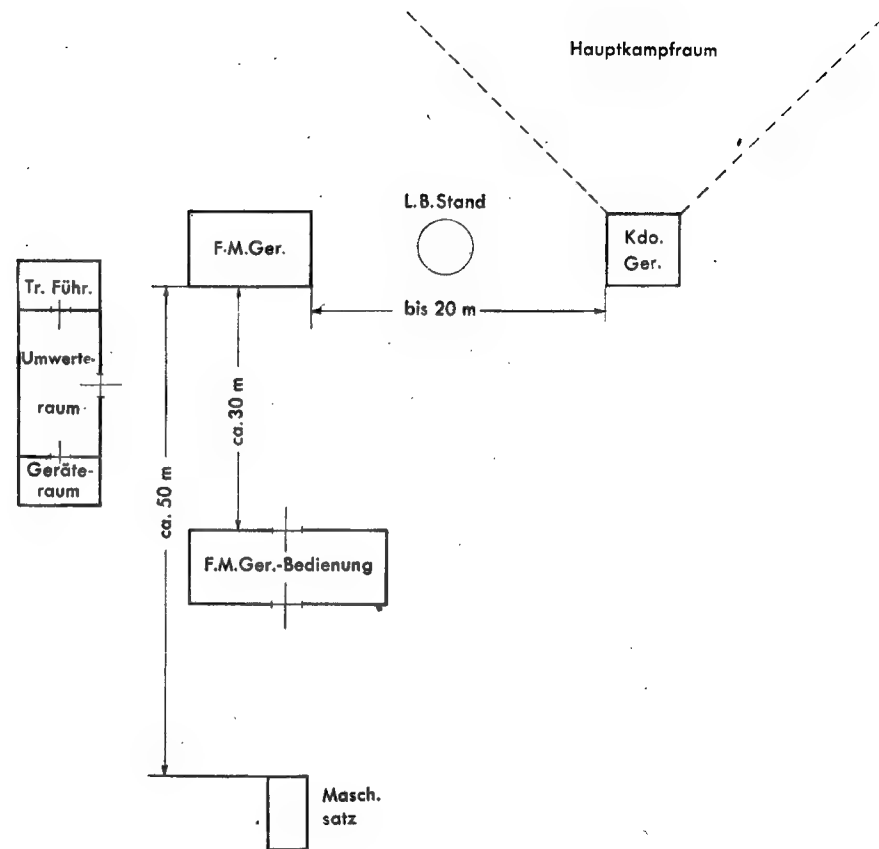 Hauptkampfraum
L.B.Stand
F.M.Ger.
Kdo.
Ger.
Tr. Führ.
bis 20 m
Umwerte-
raum
ca. 30 m
Geräte-
raum
ca. 50 m
F.M.Ger.-Bedienung
Masch.
satz